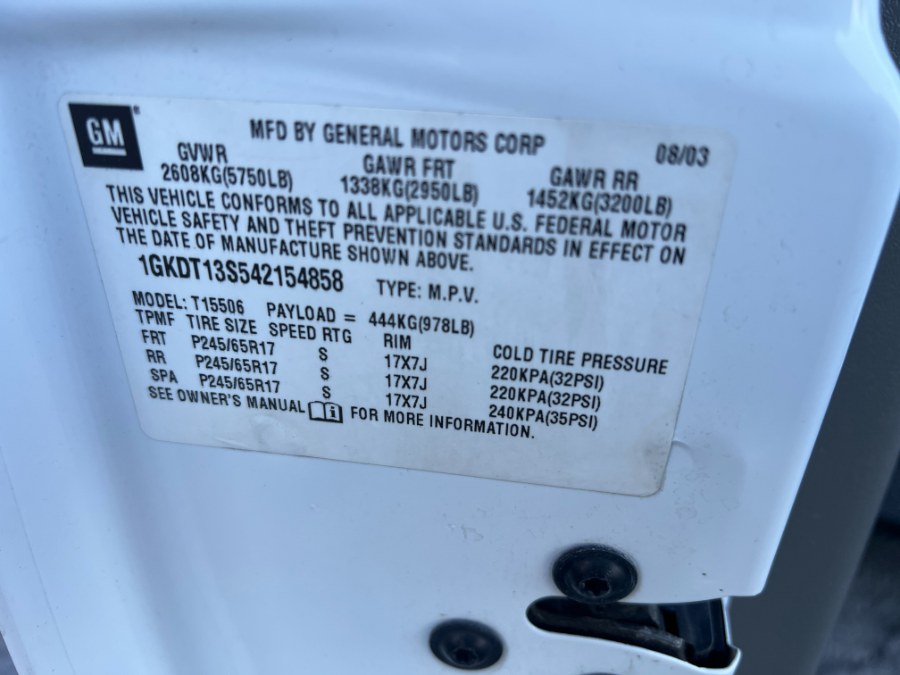 GM ®
MFD BY GENERAL MOTORS CORP 08/03
GVWR GAWR FRT GAWR RR
2608KG(5750LB) 1338KG(2950LB) 1452KG(3200LB)
THIS VEHICLE CONFORMS TO ALL APPLICABLE U.S. FEDERAL MOTOR
VEHICLE SAFETY AND THEFT PREVENTION STANDARDS IN EFFECT ON
THE DATE OF MANUFACTURE SHOWN ABOVE.
1GKDT13S542154858 TYPE: M.P.V.
MODEL: T15506 PAYLOAD = 444KG(978LB)
TPMF TIRE SIZE SPEED RTG RIM COLD TIRE PRESSURE
FRT P245/65R17 S 17X7J 220KPA(32PSI)
RR P245/65R17 S 17X7J 220KPA(32PSI)
SPA P245/65R17 S 17X7J 240KPA(35PSI)
SEE OWNER'S MANUAL i FOR MORE INFORMATION.